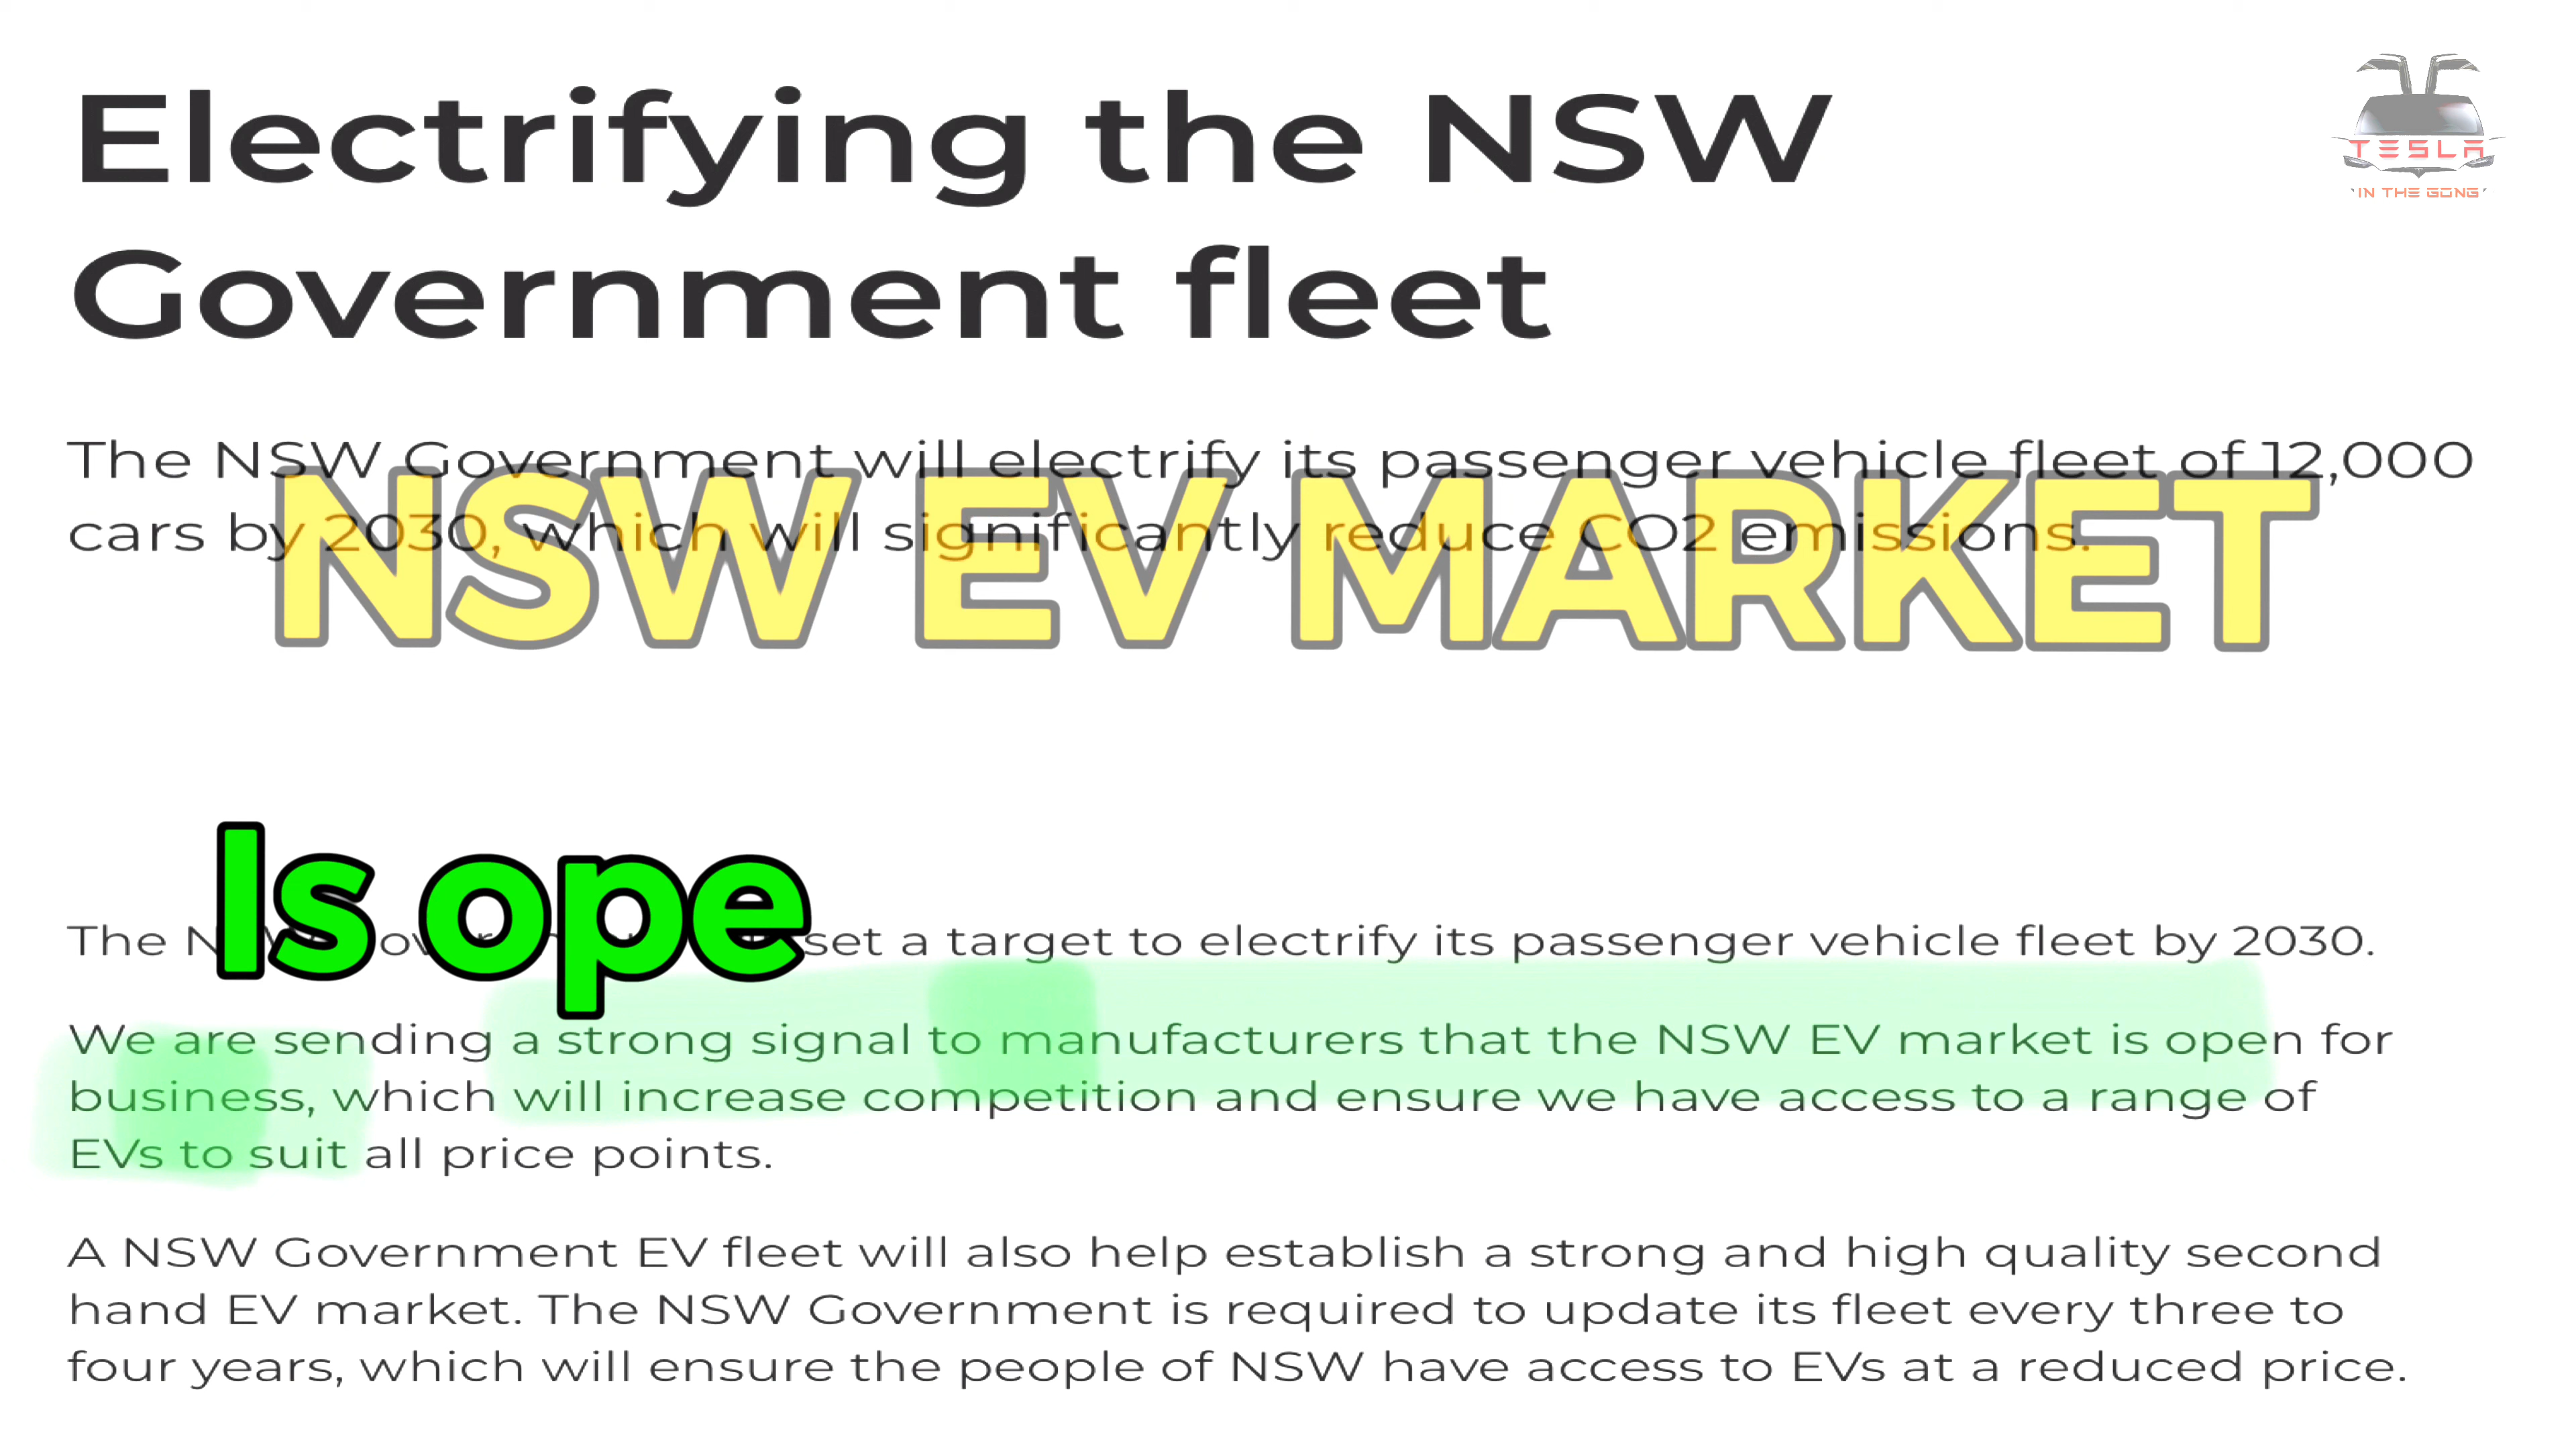 Electrifying the NSW
Government fleet
TESLA
'IN THE GONG'
The NSW Government will electrify its passenger vehicle fleet of 12,000
cars by 2030, which will significantly reduce CO2 emissions.
NSW EV MARKET
Is ope
The set a target to electrify its passenger vehicle fleet by 2030.
We are sending a strong signal to manufacturers that the NSW EV market is open for
business, which will increase competition and ensure we have access to a range of
EVs to suit all price points.
A NSW Government EV fleet will also help establish a strong and high quality second
hand EV market. The NSW Government is required to update its fleet every three to
four years, which will ensure the people of NSW have access to EVs at a reduced price.